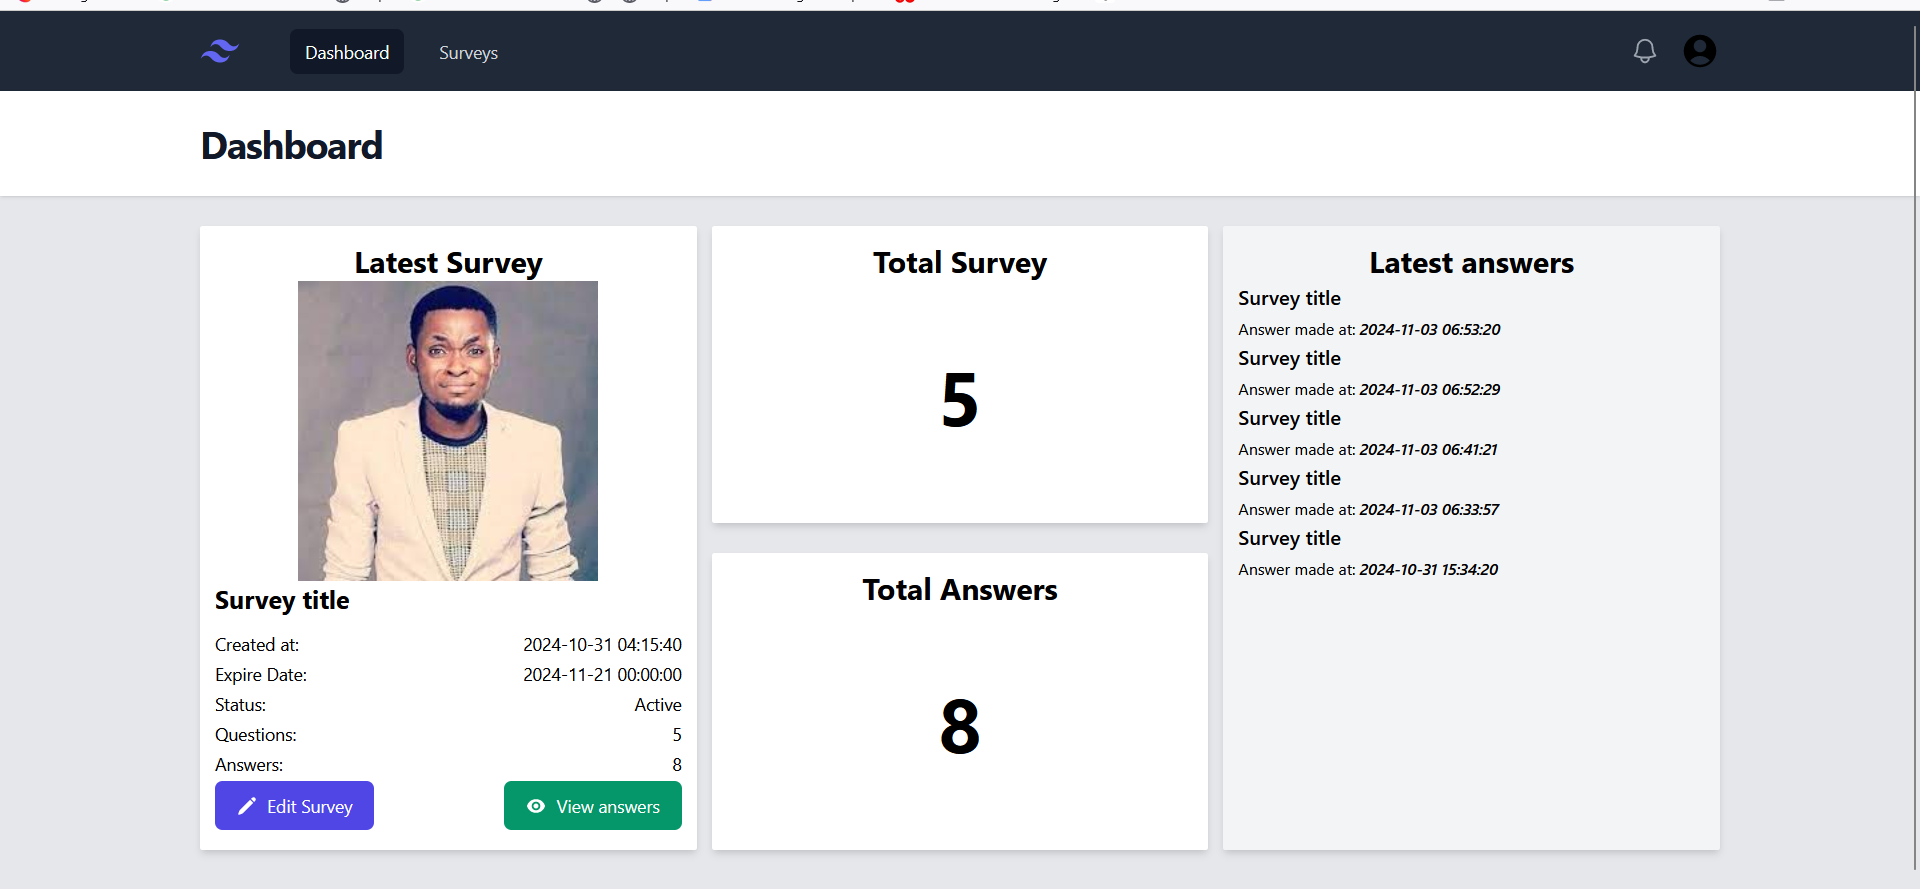 Dashboard
Surveys
Dashboard
Latest Survey
Survey title
Created at: 2024-10-31 04:15:40
Expire Date: 2024-11-21 00:00:00
Status: Active
Questions: 5
Answers: 8
Edit Survey
View answers
Total Survey
5
Total Answers
8
Latest answers
Survey title
Answer made at: 2024-11-03 06:53:20
Survey title
Answer made at: 2024-11-03 06:52:29
Survey title
Answer made at: 2024-11-03 06:41:21
Survey title
Answer made at: 2024-11-03 06:33:57
Survey title
Answer made at: 2024-10-31 15:34:20